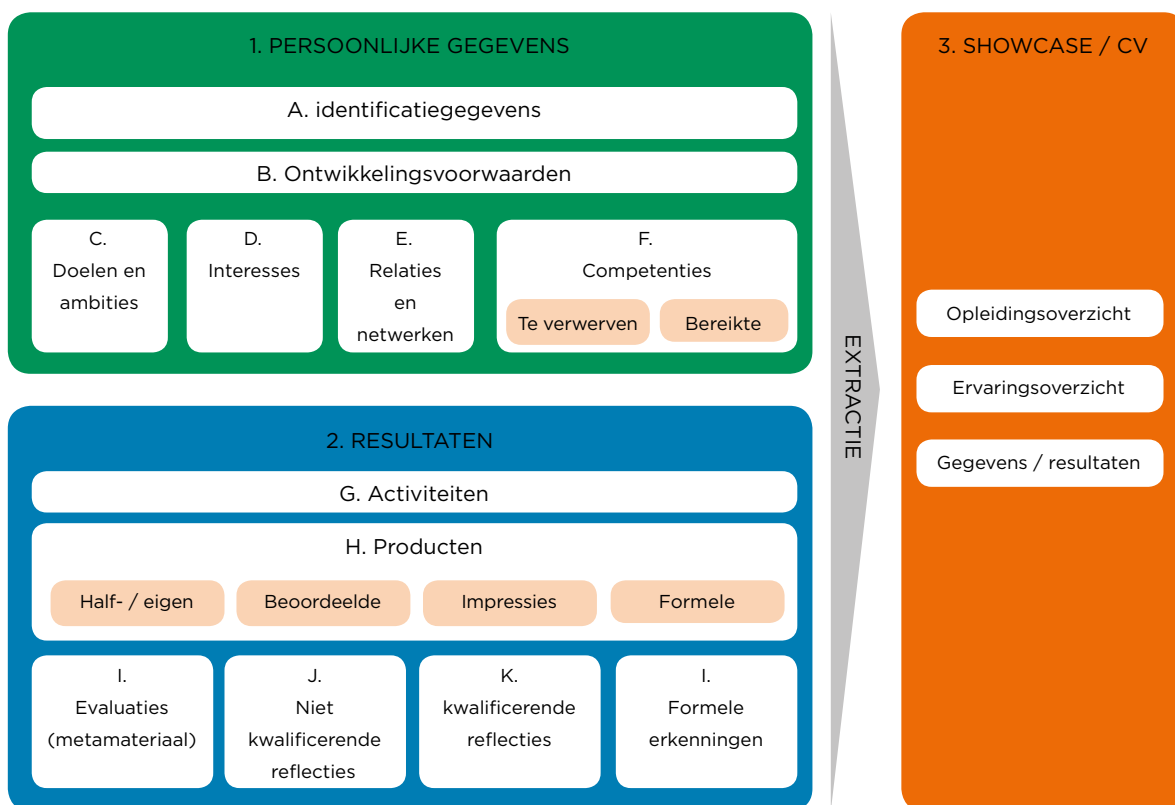 1. PERSOONLIJKE GEGEVENS
A. identificatiegegevens
B. Ontwikkelingsvoorwaarden
C.
Doelen en
ambities
D.
Interesses
E.
Relaties
en
netwerken
F.
Competenties
Te verwerven
Bereikte
2. RESULTATEN
G. Activiteiten
H. Producten
Half- / eigen
Beoordeelde
Impressies
Formele
I.
Evaluaties
(metamateriaal)
J.
Niet
kwalificerende
reflecties
K.
kwalificerende
reflecties
I.
Formele
erkenningen
EXTRACTIE
3. SHOWCASE / CV
Opleidingsoverzicht
Ervaringsoverzicht
Gegevens / resultaten